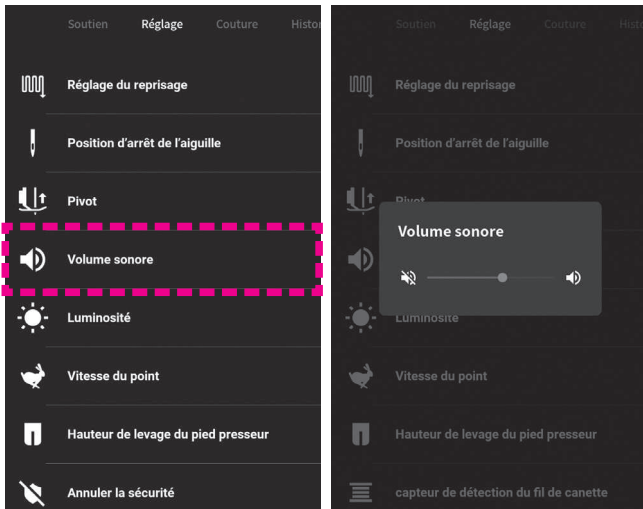 Soutien Réglage Couture Histor
Réglage du reprisage
Position d'arrêt de l'aiguille
Pivot
Volume sonore
Luminosité
Vitesse du point
Hauteur de levage du pied presseur
Annuler la sécurité
Soutien Réglage Couture Histo
Réglage du reprisage
Position d'arrêt de l'aiguille
Pivot
Volume sonore
Luminosité
Vitesse du point
Hauteur de levage du pied presseur
capteur de détection du fil de canette